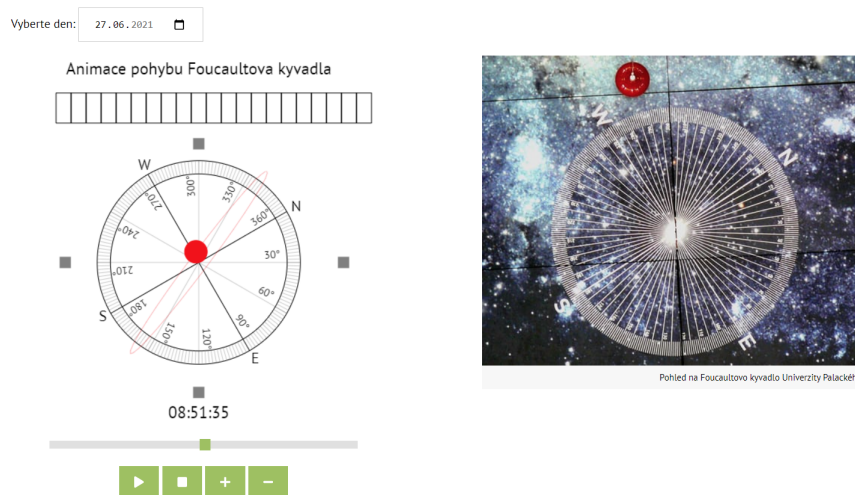 Vyberte den: 27.06.2021
Animace pohybu Foucaultova kyvadla
W
300°
330°
270°
360°
N
240°
30°
210°
60°
S
180°
150°
120°
90°
E
08:51:35
W
N
S
E
Pohled na Foucaultovo kyvadlo Univerzity Palackéh